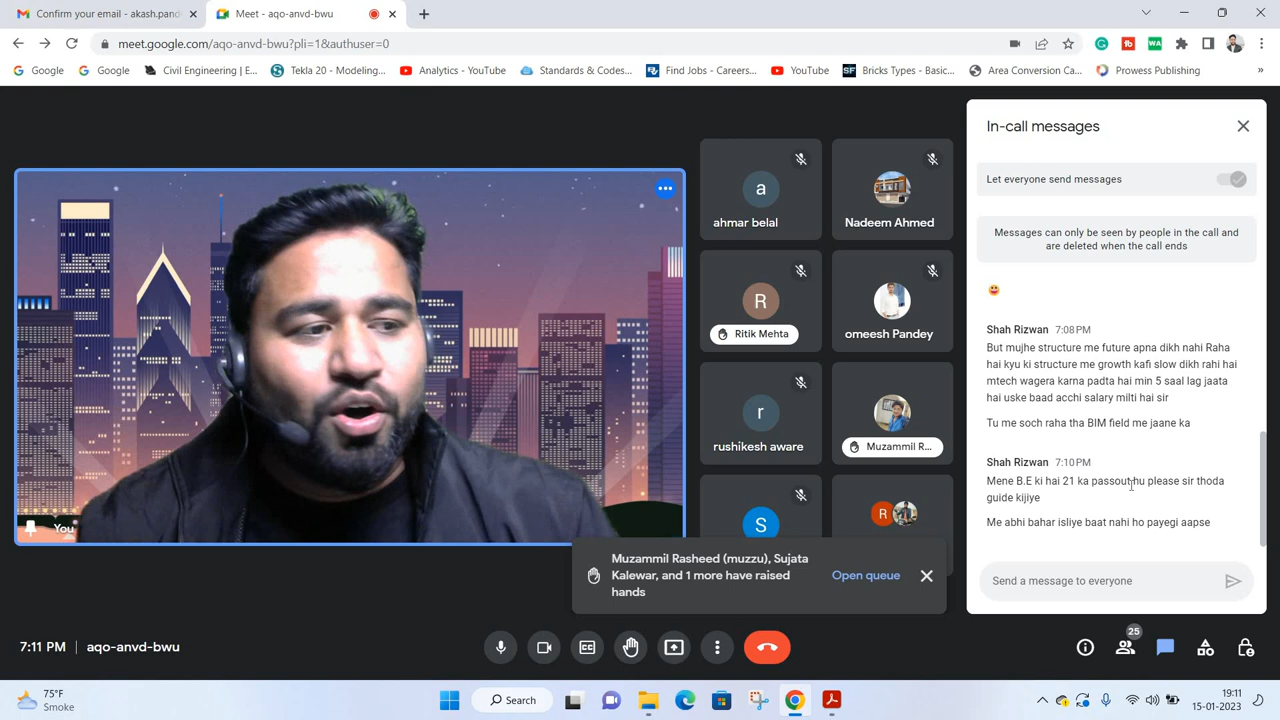 Confirm your email - akash.pand
Meet - aqo-anvd-bwu
meet.google.com/aqo-anvd-bwu?pli=1&authuser=0
Google
Google
Civil Engineering | E...
Tekla 20 - Modeling...
Analytics - YouTube
Standards & Codes...
Find Jobs - Careers...
YouTube
Bricks Types - Basic...
Area Conversion Ca...
Prowess Publishing
You
a
ahmar belal
Nadeem Ahmed
R
Ritik Mehta
omeesh Pandey
r
rushikesh aware
Muzammil R...
S
R
Muzammil Rasheed (muzzu), Sujata
Kalewar, and 1 more have raised
hands
Open queue
In-call messages
Let everyone send messages
Messages can only be seen by people in the call and
are deleted when the call ends
Shah Rizwan 7:08 PM
But mujhe structure me future apna dikh nahi Raha
hai kyu ki structure me growth kafi slow dikh rahi hai
mtech wagera karna padta hai min 5 saal lag jaata
hai uske baad acchi salary milti hai sir
Tu me soch raha tha BIM field me jaane ka
Shah Rizwan 7:10 PM
Mene B.E ki hai 21 ka passout hu please sir thoda
guide kijiye
Me abhi bahar isliye baat nahi ho payegi aapse
Send a message to everyone
7:11 PM | aqo-anvd-bwu
CC
25
75°F
Smoke
Search
19:11
15-01-2023